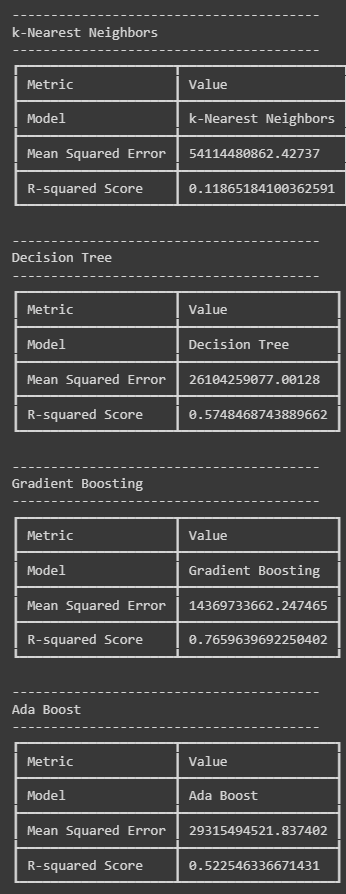 ----------------------------------------
k-Nearest Neighbors
----------------------------------------
Metric Value
Model k-Nearest Neighbors
Mean Squared Error 54114480862.42737
R-squared Score 0.11865184100362591
----------------------------------------
Decision Tree
----------------------------------------
Metric Value
Model Decision Tree
Mean Squared Error 26104259077.00128
R-squared Score 0.5748468743889662
----------------------------------------
Gradient Boosting
----------------------------------------
Metric Value
Model Gradient Boosting
Mean Squared Error 14369733662.247465
R-squared Score 0.7659639692250402
----------------------------------------
Ada Boost
----------------------------------------
Metric Value
Model Ada Boost
Mean Squared Error 29315494521.837402
R-squared Score 0.522546336671431